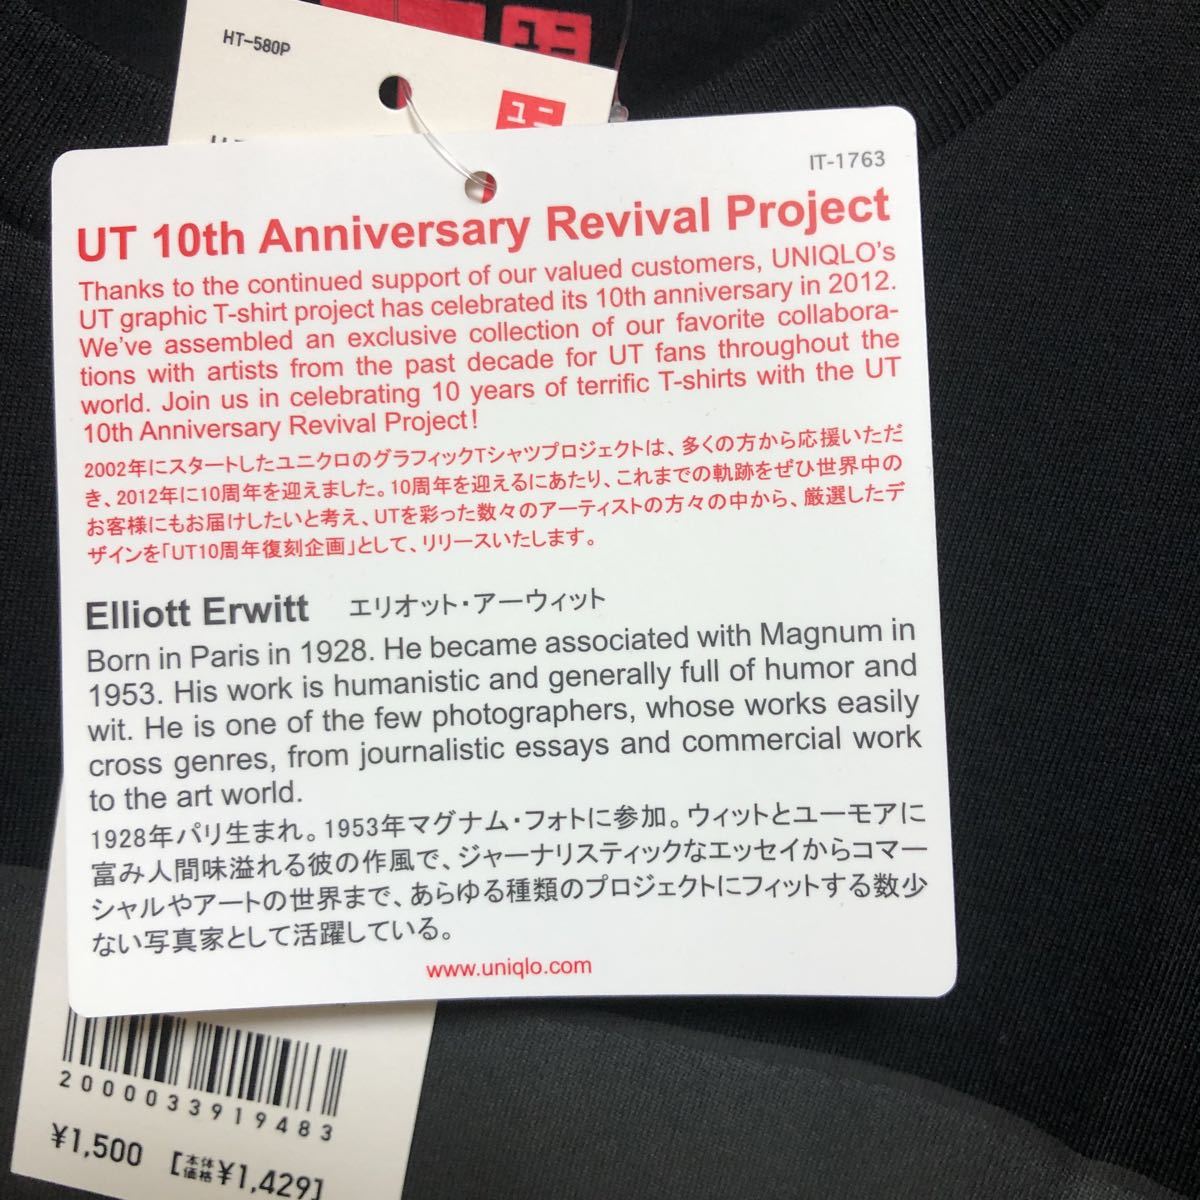 HT-580P
IT-1763
UT 10th Anniversary Revival Project
Thanks to the continued support of our valued customers, UNIQLO's
UT graphic T-shirt project has celebrated its 10th anniversary in 2012.
We've assembled an exclusive collection of our favorite collabora-
tions with artists from the past decade for UT fans throughout the
world. Join us in celebrating 10 years of terrific T-shirts with the UT
10th Anniversary Revival Project!
2002年にスタートしたユニクロのグラフィックTシャツプロジェクトは、多くの方から応援いただ
き、2012年に10周年を迎えました。10周年を迎えるにあたり、これまでの軌跡をぜひ世界中の
お客様にもお届けしたいと考え、UTを彩った数々のアーティストの方々の中から、厳選したデ
ザインを「UT10周年復刻企画」として、リリースいたします。
Elliott Erwitt エリオット・アーウィット
Born in Paris in 1928. He became associated with Magnum in
1953. His work is humanistic and generally full of humor and
wit. He is one of the few photographers, whose works easily
cross genres, from journalistic essays and commercial work
to the art world.
1928年パリ生まれ。1953年マグナム・フォトに参加。ウィットとユーモアに
富み人間味溢れる彼の作風で、ジャーナリスティックなエッセイからコマー
シャルやアートの世界まで、あらゆる種類のプロジェクトにフィットする数少
ない写真家として活躍している。
www.uniqlo.com
2000033919483
¥1,500 [本体価格¥1,429]